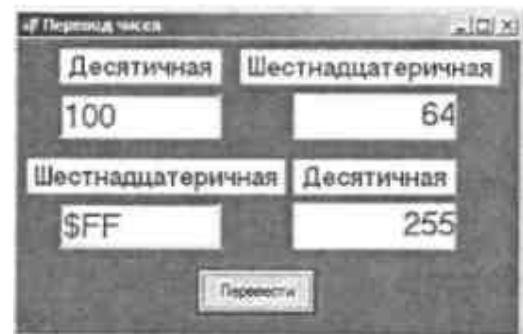 Перевод чисел
Десятичная Шестнадцатеричная
100 64
Шестнадцатеричная Десятичная
$FF 255
Перевести